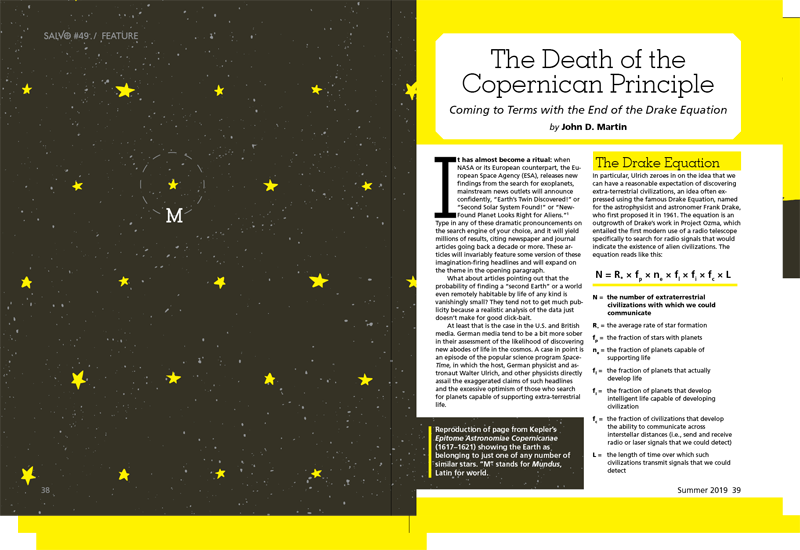 SALVO #49 / FEATURE
M
38
The Death of the
Copernican Principle
Coming to Terms with the End of the Drake Equation
by John D. Martin
It has almost become a ritual: when
NASA or its European counterpart, the Eu-
ropean Space Agency (ESA), releases new
findings from the search for exoplanets,
mainstream news outlets will announce
confidently, "Earth's Twin Discovered!" or
"Second Solar System Found!" or "New-
Found Planet Looks Right for Aliens."¹
Type in any of these dramatic pronouncements on
the search engine of your choice, and it will yield
millions of results, citing newspaper and journal
articles going back a decade or more. These ar-
ticles will invariably feature some version of these
imagination-firing headlines and will expand on
the theme in the opening paragraph.
What about articles pointing out that the
probability of finding a "second Earth" or a world
even remotely habitable by life of any kind is
vanishingly small? They tend not to get much pub-
licity because a realistic analysis of the data just
doesn't make for good click-bait.
At least that is the case in the U.S. and British
media. German media tend to be a bit more sober
in their assessment of the likelihood of discovering
new abodes of life in the cosmos. A case in point is
an episode of the popular science program Space-
Time, in which the host, German physicist and as-
tronaut Walter Ulrich, and other physicists directly
assail the exaggerated claims of such headlines
and the excessive optimism of those who search
for planets capable of supporting extra-terrestrial
life.
Reproduction of page from Kepler's
Epitome Astronomiae Copernicanae
(1617–1621) showing the Earth as
belonging to just one of any number of
similar stars. "M" stands for Mundus,
Latin for world.
The Drake Equation
In particular, Ulrich zeroes in on the idea that we
can have a reasonable expectation of discovering
extra-terrestrial civilizations, an idea often ex-
pressed using the famous Drake Equation, named
for the astrophysicist and astronomer Frank Drake,
who first proposed it in 1961. The equation is an
outgrowth of Drake's work in Project Ozma, which
entailed the first modern use of a radio telescope
specifically to search for radio signals that would
indicate the existence of alien civilizations. The
equation reads like this:
N = R* × fp × ne × fl × fi × fc × L
N = the number of extraterrestrial
civilizations with which we could
communicate
R* = the average rate of star formation
fp = the fraction of stars with planets
ne = the fraction of planets capable of
supporting life
fl = the fraction of planets that actually
develop life
fi = the fraction of planets that develop
intelligent life capable of developing
civilization
fc = the fraction of civilizations that develop
the ability to communicate across
interstellar distances (i.e., send and receive
radio or laser signals that we could detect)
L = the length of time over which such
civilizations transmit signals that we could
detect
Summer 2019 39